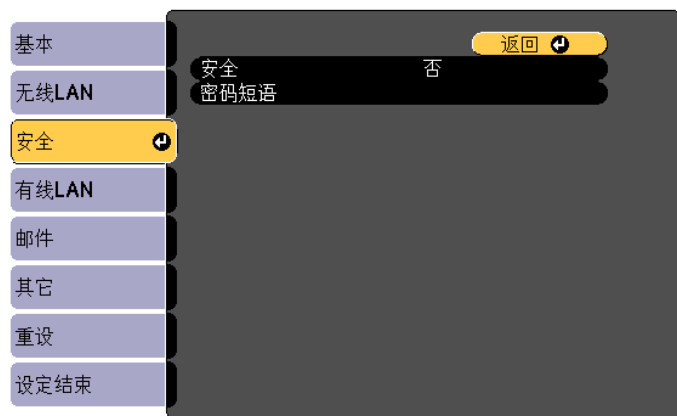 基本
无线LAN
安全
有线LAN
邮件
其它
重设
设定结束
返回
安全 否
密码短语